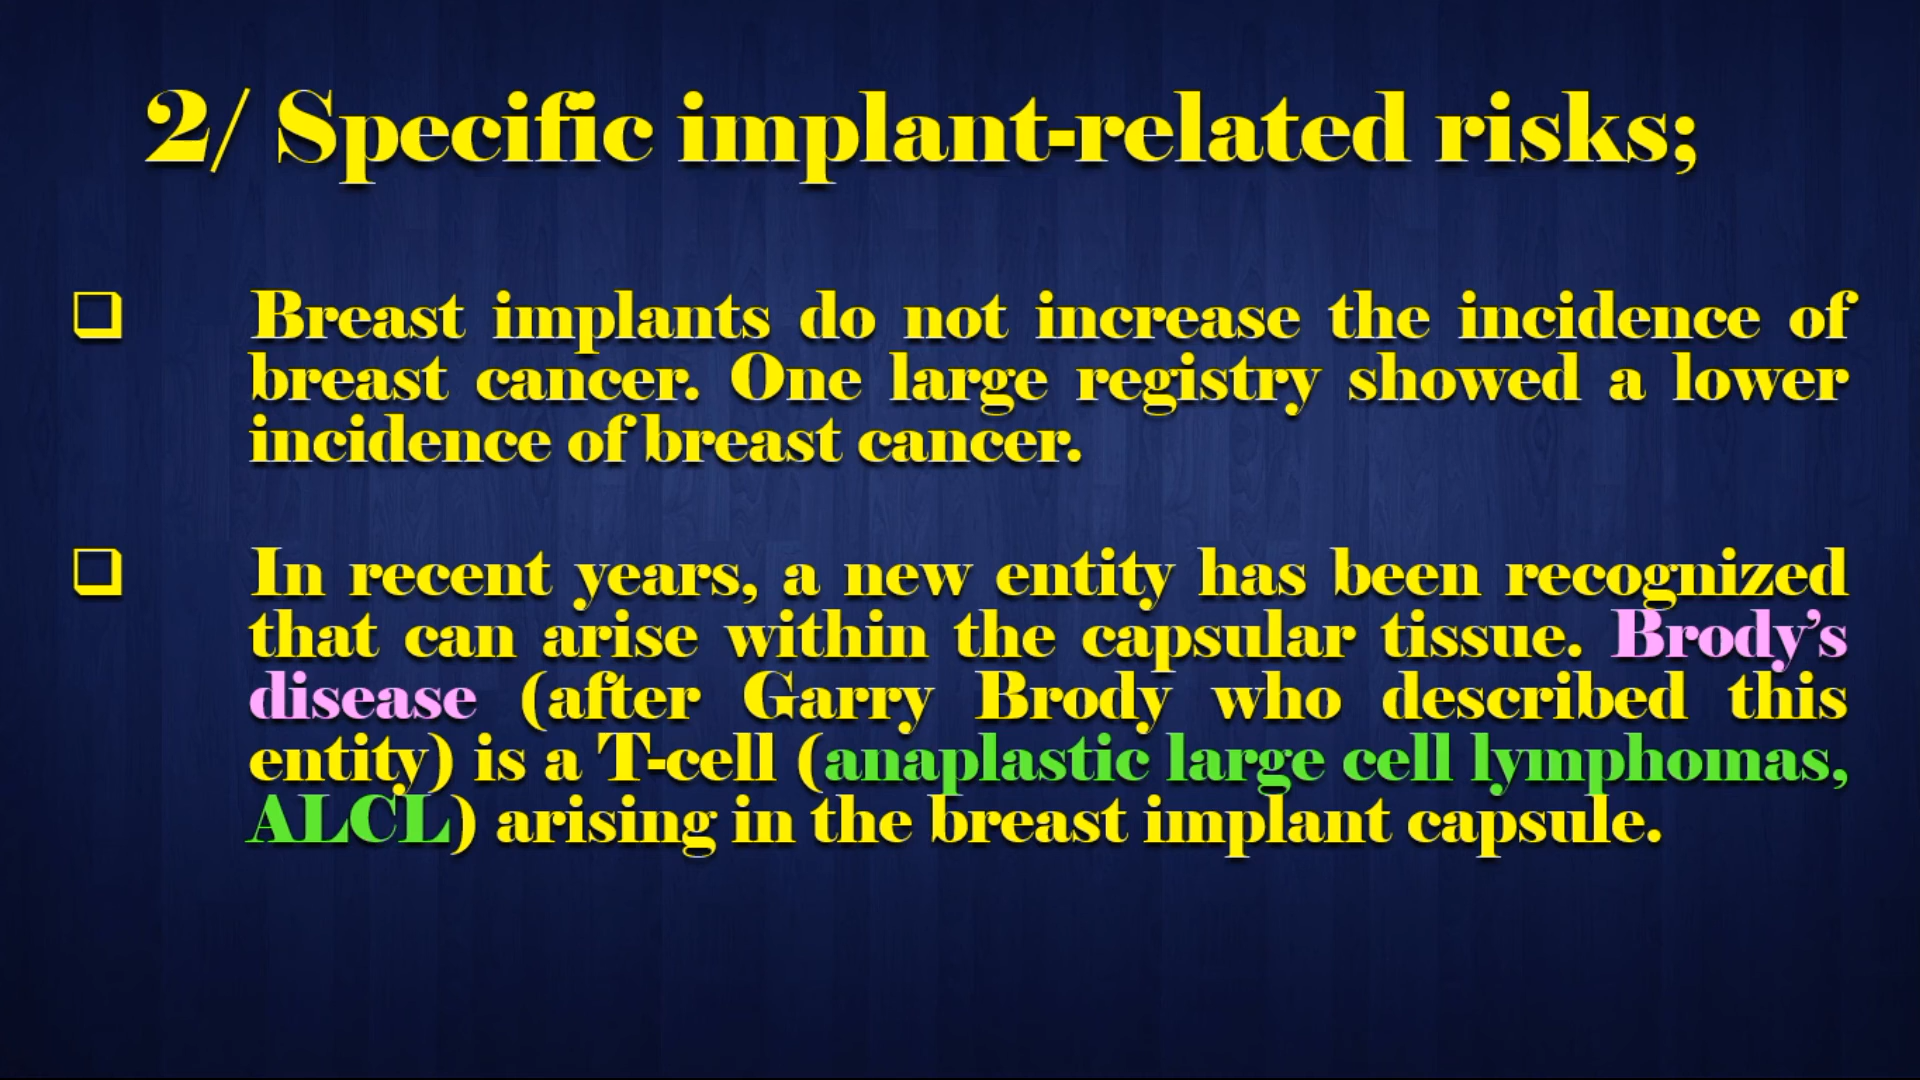 2/ Specific implant-related risks;
❑ Breast implants do not increase the incidence of
breast cancer. One large registry showed a lower
incidence of breast cancer.
❑ In recent years, a new entity has been recognized
that can arise within the capsular tissue. Brody’s
disease (after Garry Brody who described this
entity) is a T-cell (anaplastic large cell lymphomas,
ALCL) arising in the breast implant capsule.